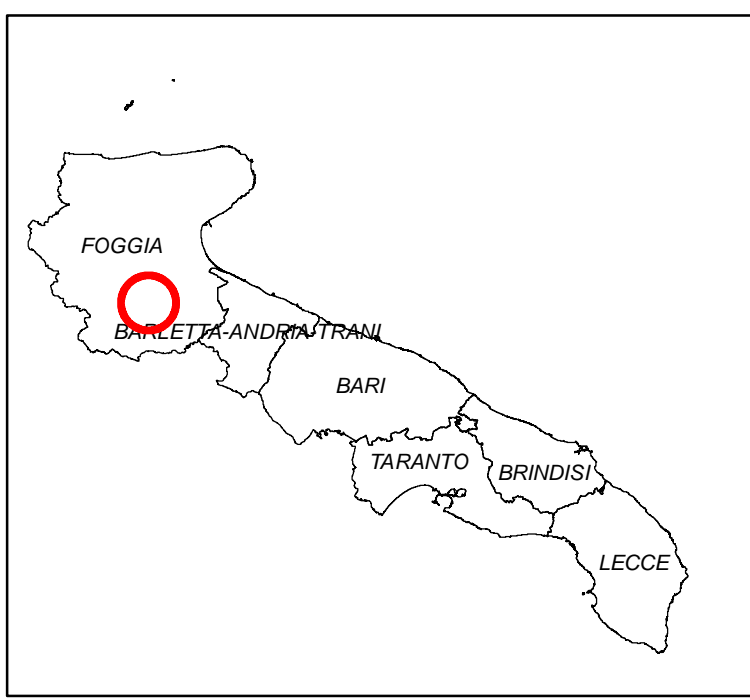 FOGGIA
BARLETTA-ANDRIA-TRANI
BARI
TARANTO
BRINDISI
LECCE